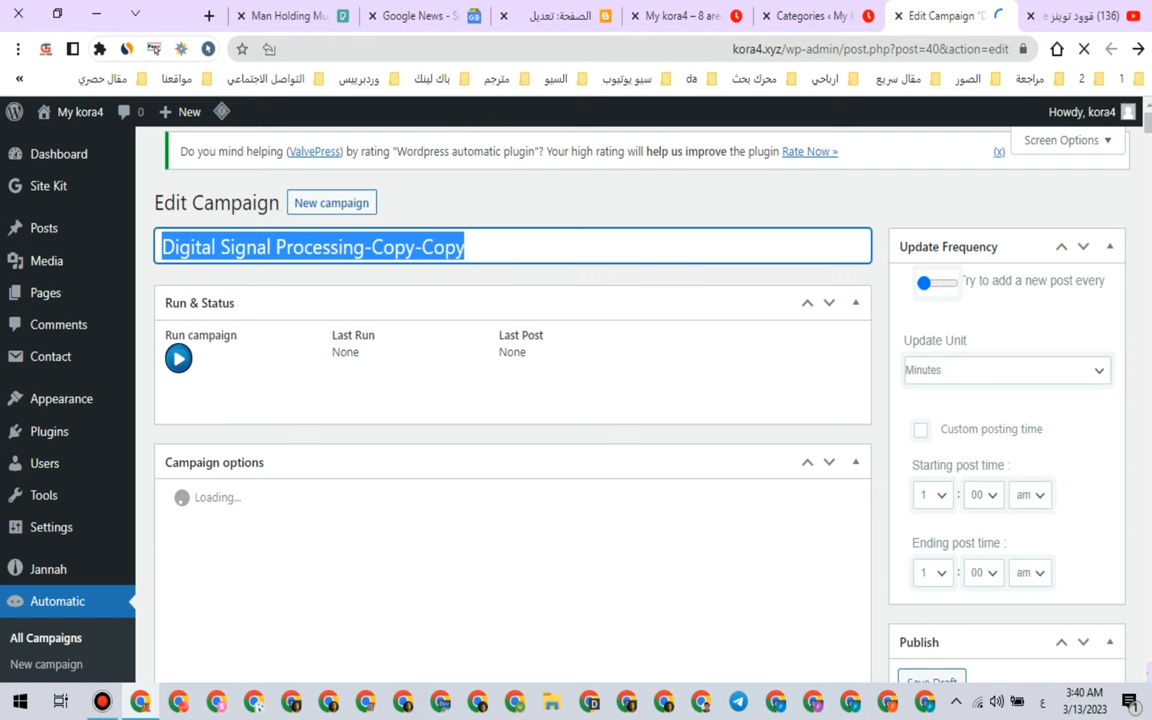 Man Holding Mu
Google News - S
الصفحة: تعديل
My kora4 – 8 are
Categories ‹ My
Edit Campaign "D
(136) قوود توينز
kora4.xyz/wp-admin/post.php?post=40&action=edit
«
مقال حصري
مواقعنا
التواصل الاجتماعي
وردبرييس
باك لينك
مترجم
السيو
سيو يوتيوب
da
محرك بحث
ارباحي
مقال سريع
الصور
مراجعة
2
1
My kora4
0
New
Howdy, kora4
Do you mind helping (ValvePress) by rating "Wordpress automatic plugin"? Your high rating will help us improve the plugin Rate Now »
(x)
Screen Options
Dashboard
Site Kit
Posts
Media
Pages
Comments
Contact
Appearance
Plugins
Users
Tools
Settings
Jannah
Automatic
All Campaigns
New campaign
Edit Campaign
New campaign
Digital Signal Processing-Copy-Copy
Run & Status
Run campaign
Last Run
Last Post
None
None
Campaign options
Loading...
Update Frequency
Try to add a new post every
Update Unit
Minutes
Custom posting time
Starting post time :
1 : 00 am
Ending post time :
1 : 00 am
Publish
Save Draft
ع
3:40 AM
3/13/2023
1